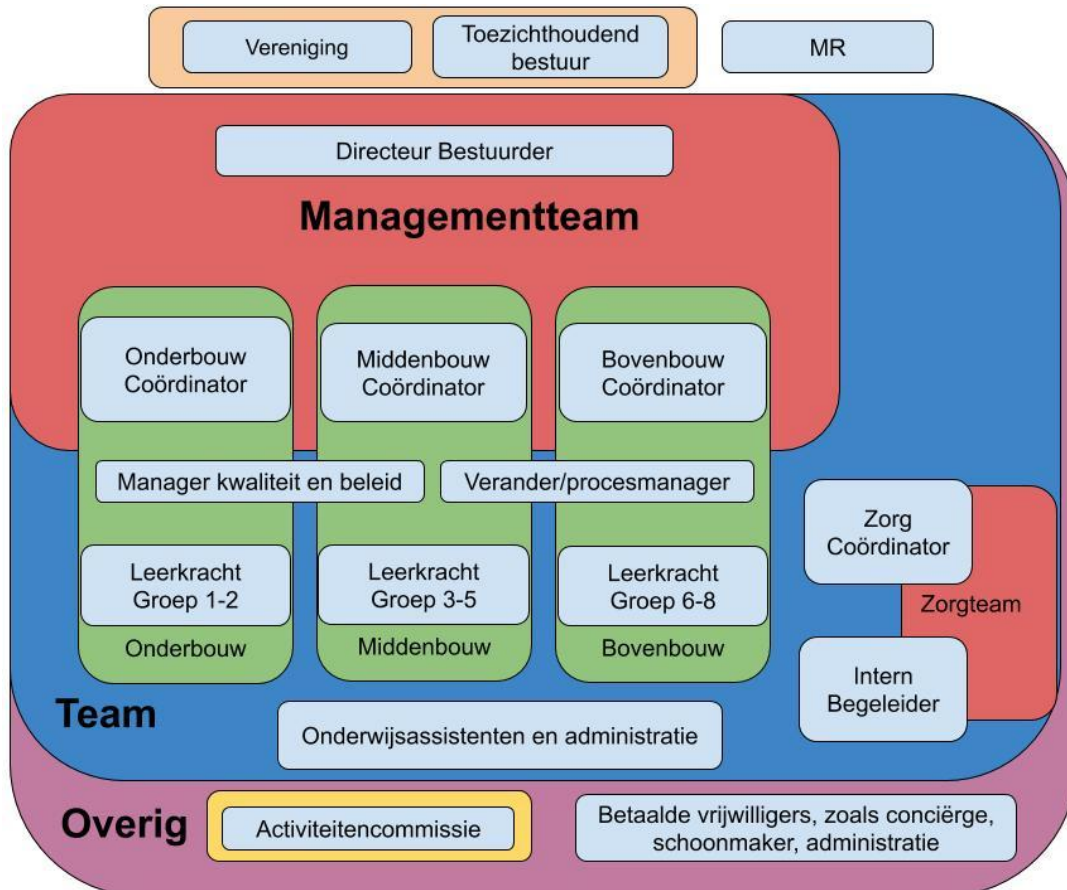 Vereniging
Toezichthoudend
bestuur
MR
Directeur Bestuurder
Managementteam
Onderbouw
Coördinator
Middenbouw
Coördinator
Bovenbouw
Coördinator
Manager kwaliteit en beleid
Verander/procesmanager
Zorg
Coördinator
Zorgteam
Intern
Begeleider
Leerkracht
Groep 1-2
Onderbouw
Leerkracht
Groep 3-5
Middenbouw
Leerkracht
Groep 6-8
Bovenbouw
Team
Onderwijsassistenten en administratie
Overig
Activiteitencommissie
Betaalde vrijwilligers, zoals conciërge,
schoonmaker, administratie